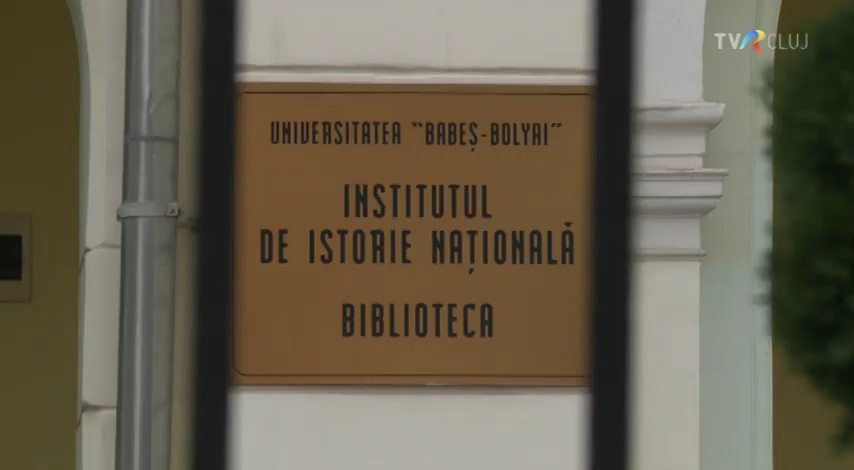 TVR CLUJ
UNIVERSITATEA "BABEȘ-BOLYAI"
INSTITUTUL
DE ISTORIE NAȚIONALĂ
BIBLIOTECA